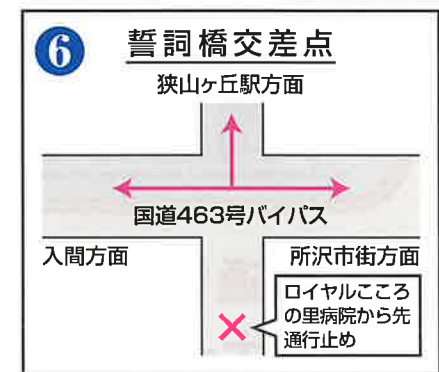 6 誓詞橋交差点
狭山ヶ丘駅方面
国道463号バイパス
入間方面
所沢市街方面
ロイヤルこころ
の里病院から先
通行止め